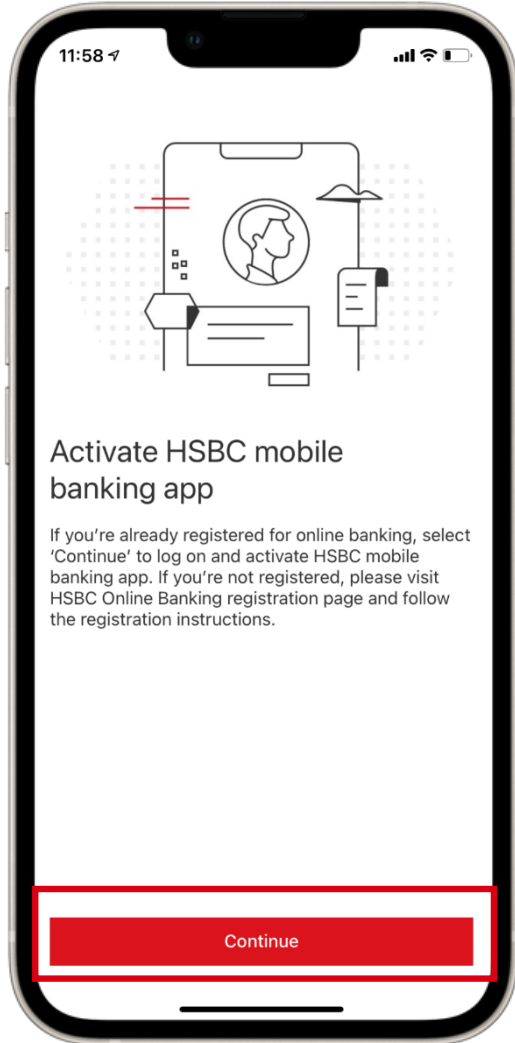 11:58
Activate HSBC mobile
banking app
If you're already registered for online banking, select
'Continue' to log on and activate HSBC mobile
banking app. If you're not registered, please visit
HSBC Online Banking registration page and follow
the registration instructions.
Continue